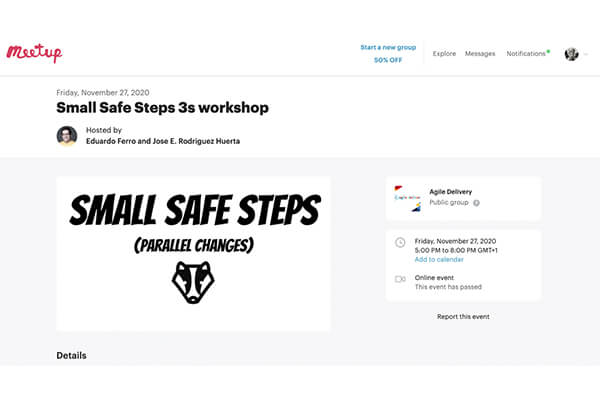 Meetup
Start a new group
50% OFF
Explore
Messages
Notifications
Friday, November 27, 2020
Small Safe Steps 3s workshop
Hosted by
Eduardo Ferro and Jose E. Rodriguez Huerta
SMALL SAFE STEPS
(PARALLEL CHANGES)
Agile Delivery
Public group ?
Friday, November 27, 2020
5:00 PM to 8:00 PM GMT+1
Add to calendar
Online event
This event has passed
Report this event
Details